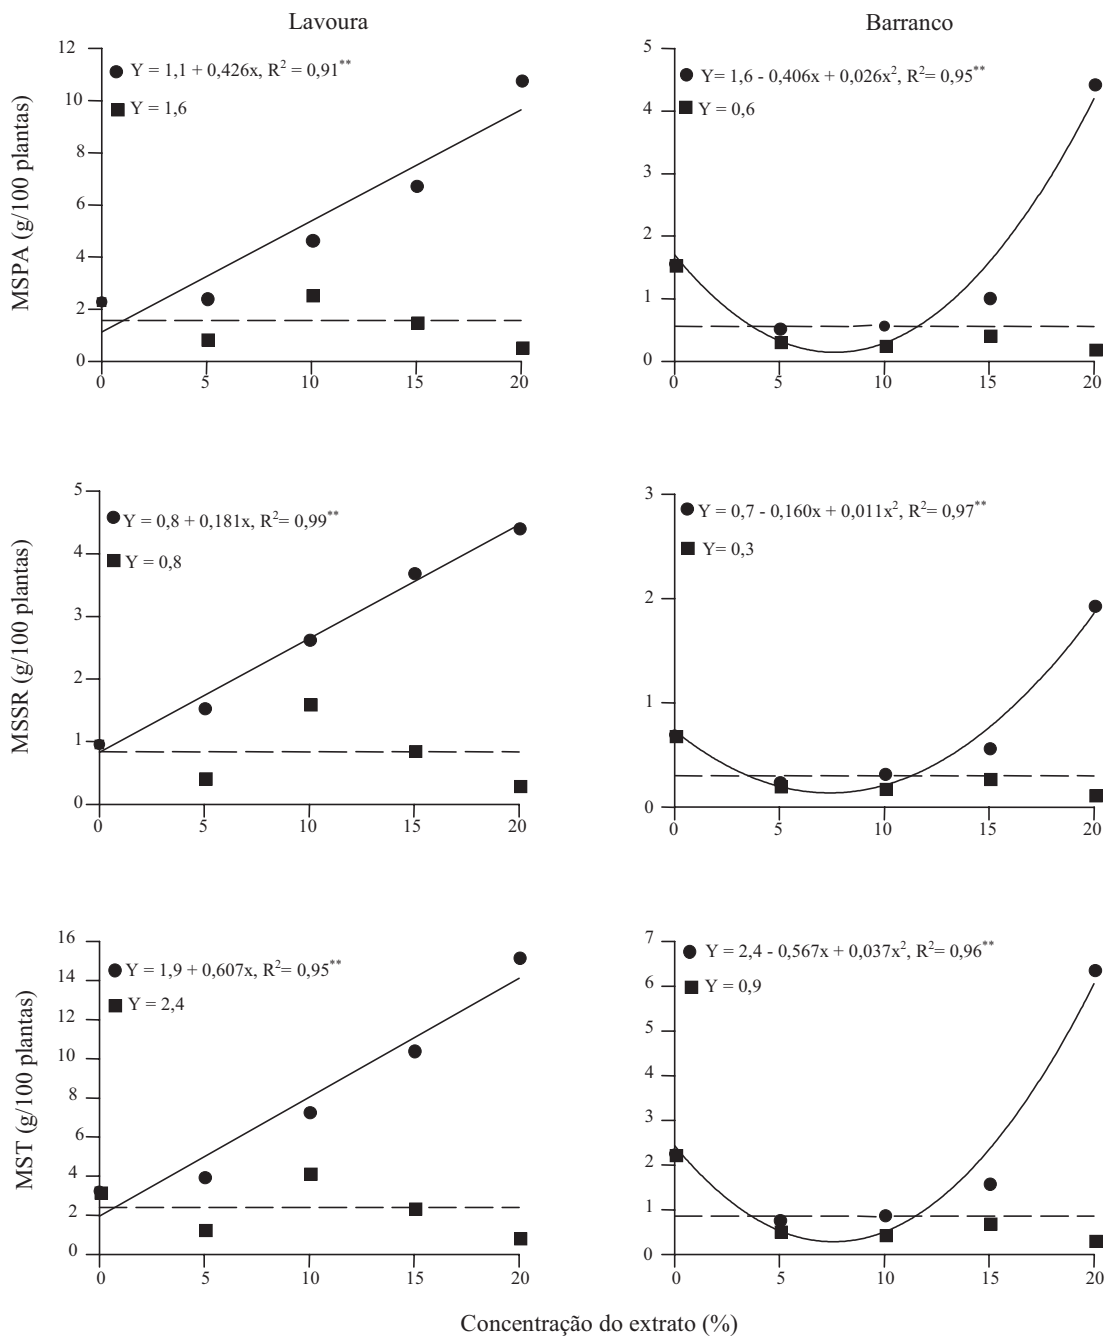 Lavoura
Barranco
MSPA (g/100 plantas)
12
10
8
6
4
2
0
Y = 1,1 + 0,426x, R² = 0,91**
Y = 1,6
0 5 10 15 20
5
4
3
2
1
0
Y= 1,6 - 0,406x + 0,026x², R²= 0,95**
Y = 0,6
0 5 10 15 20
MSSR (g/100 plantas)
5
4
3
2
1
0
Y = 0,8 + 0,181x, R²= 0,99**
Y = 0,8
0 5 10 15 20
3
2
1
0
Y = 0,7 - 0,160x + 0,011x², R²= 0,97**
Y= 0,3
0 5 10 15 20
MST (g/100 plantas)
16
14
12
10
8
6
4
2
0
Y = 1,9 + 0,607x, R²= 0,95**
Y = 2,4
0 5 10 15 20
7
6
5
4
3
2
1
0
Y = 2,4 - 0,567x + 0,037x², R²= 0,96**
Y = 0,9
0 5 10 15 20
Concentração do extrato (%)